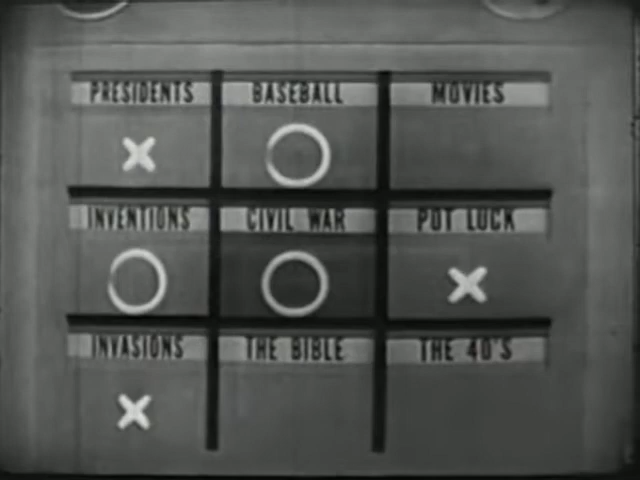 PRESIDENTS BASEBALL MOVIES
X O
INVENTIONS CIVIL WAR POT LUCK
O O X
INVASIONS THE BIBLE THE 40'S
X